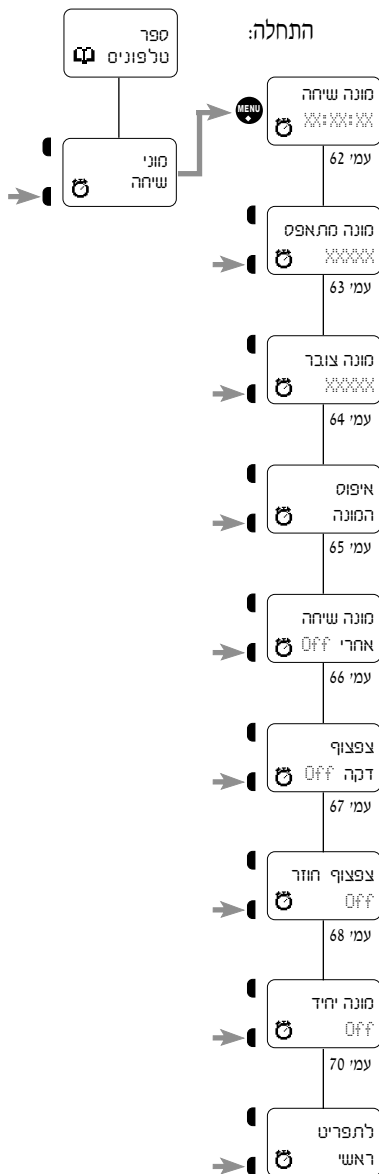 התחלה:
ספר
טלפונים
מוני
שיחה
MENU
מונה שיחה
XX:XX:XX
עמ׳ 62
מונה מתאפס
XXXXX
עמ׳ 63
מונה צובר
XXXXX
עמ׳ 64
איפוס
המונה
עמ׳ 65
מונה שיחה
אחרי Off
עמ׳ 66
צפצוף
דקה Off
עמ׳ 67
צפצוף חוזר
Off
עמ׳ 68
מונה יחיד
Off
עמ׳ 70
לתפריט
ראשי